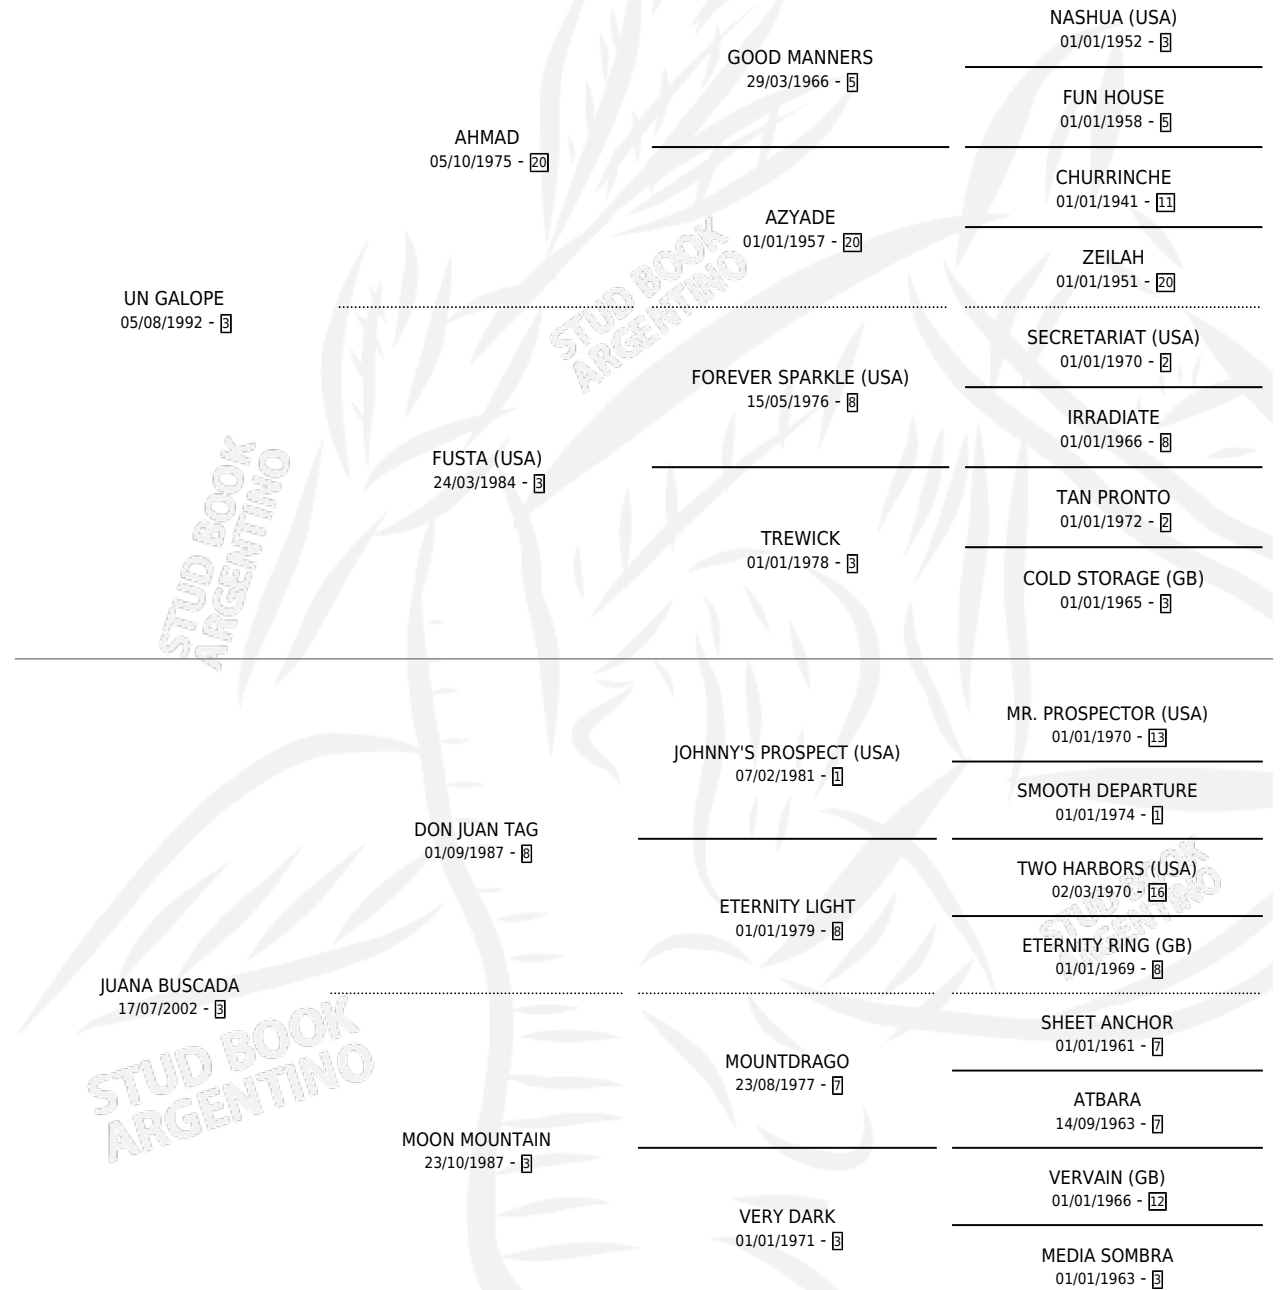 NASHUA (USA)
01/01/1952 - 3
GOOD MANNERS
29/03/1966 - 5
FUN HOUSE
01/01/1958 - 5
AHMAD
05/10/1975 - 20
CHURRINCHE
01/01/1941 - 11
AZYADE
01/01/1957 - 20
ZEILAH
01/01/1951 - 20
UN GALOPE
05/08/1992 - 3
SECRETARIAT (USA)
01/01/1970 - 2
FOREVER SPARKLE (USA)
15/05/1976 - 8
IRRADIATE
01/01/1966 - 8
FUSTA (USA)
24/03/1984 - 3
TAN PRONTO
01/01/1972 - 2
TREWICK
01/01/1978 - 3
COLD STORAGE (GB)
01/01/1965 - 3
STUD BOOK
ARGENTINO
STUD BOOK
ARGENTINO
MR. PROSPECTOR (USA)
01/01/1970 - 13
JOHNNY'S PROSPECT (USA)
07/02/1981 - 1
SMOOTH DEPARTURE
01/01/1974 - 1
DON JUAN TAG
01/09/1987 - 8
TWO HARBORS (USA)
02/03/1970 - 16
ETERNITY LIGHT
01/01/1979 - 8
ETERNITY RING (GB)
01/01/1969 - 8
JUANA BUSCADA
17/07/2002 - 3
SHEET ANCHOR
01/01/1961 - 7
MOUNTDRAGO
23/08/1977 - 7
ATBARA
14/09/1963 - 7
MOON MOUNTAIN
23/10/1987 - 3
VERVAIN (GB)
01/01/1966 - 12
VERY DARK
01/01/1971 - 3
MEDIA SOMBRA
01/01/1963 - 3
STUD BOOK
ARGENTINO
STUD BOOK
ARGENTINO